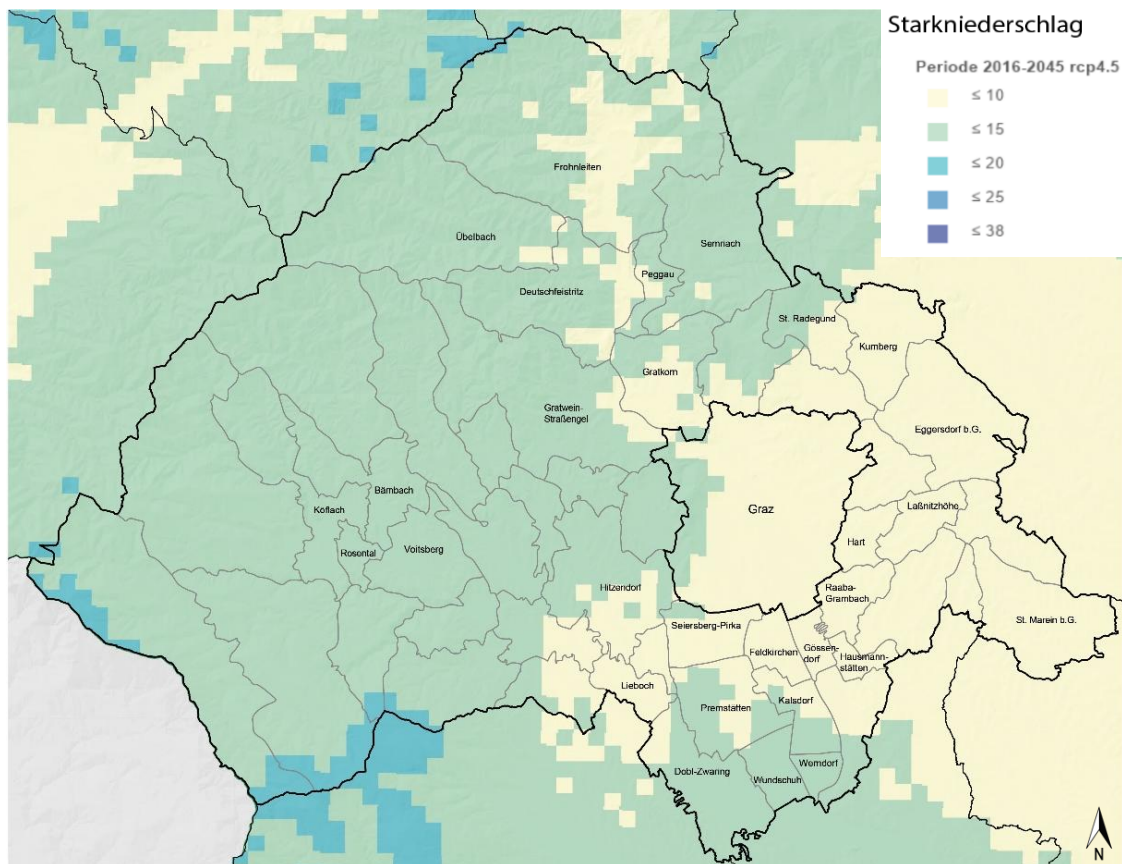 Starkniederschlag
Periode 2016-2045 rcp4.5
≤ 10
≤ 15
≤ 20
≤ 25
≤ 38
Frohnleiten
Übelbach
Semriach
Peggau
Deutschfeistritz
St. Radegund
Kumberg
Gratkorn
Gratwein-
Straßengel
Eggersdorf b.G.
Bärnbach
Köflach
Graz
Laßnitzhöhe
Rosental
Voitsberg
Hart
Hitzendorf
Raaba-
Grambach
St. Marein b.G.
Seiersberg-Pirka
Feldkirchen
Gössen-
dorf
Hausmann-
stätten
Lieboch
Premstätten
Kalsdorf
Dobl-Zwaring
Wundschuh
Werndorf
N